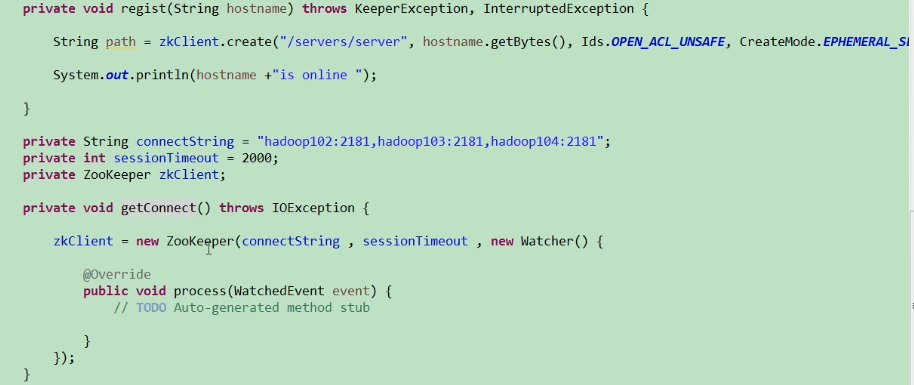 private void regist(String hostname) throws KeeperException, InterruptedException {
String path = zkClient.create("/servers/server", hostname.getBytes(), Ids.OPEN_ACL_UNSAFE, CreateMode.EPHEMERAL_S
System.out.println(hostname +"is online ");
}
private String connectString = "hadoop102:2181,hadoop103:2181,hadoop104:2181";
private int sessionTimeout = 2000;
private ZooKeeper zkClient;
private void getConnect() throws IOException {
zkClient = new ZooKeeper(connectString , sessionTimeout , new Watcher() {
@Override
public void process(WatchedEvent event) {
// TODO Auto-generated method stub
}
});
}